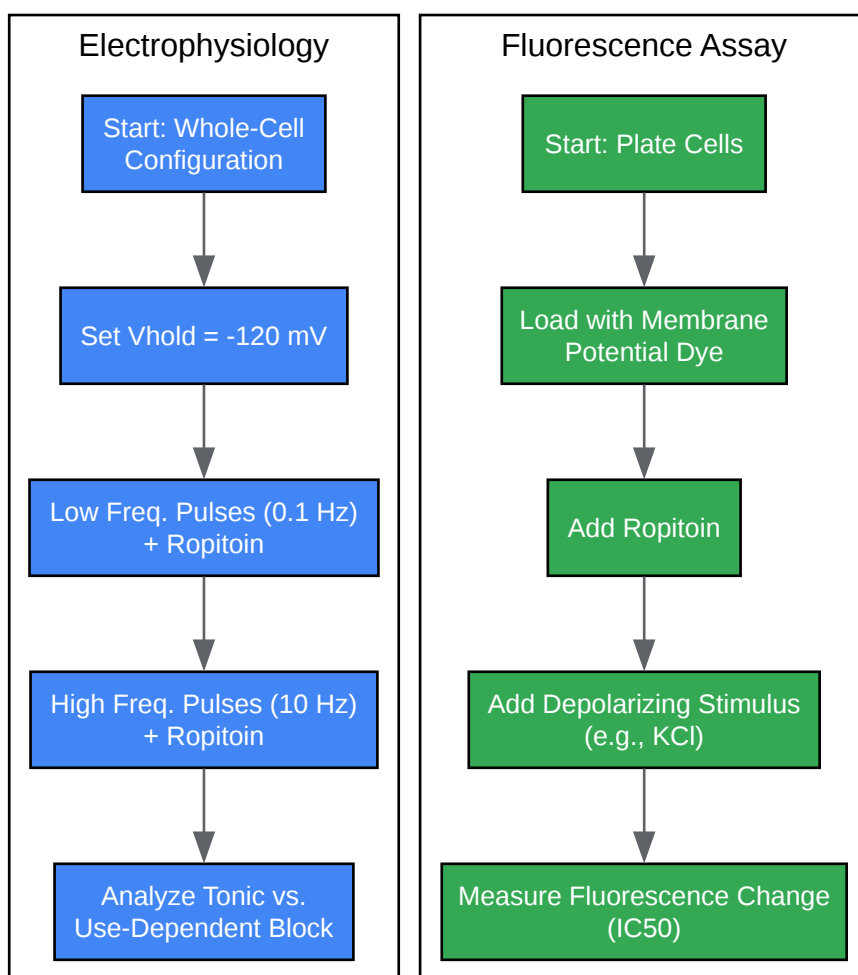 Electrophysiology
Start: Whole-Cell
Configuration
Set Vhold = -120 mV
Low Freq. Pulses (0.1 Hz)
+ Ropitoin
High Freq. Pulses (10 Hz)
+ Ropitoin
Analyze Tonic vs.
Use-Dependent Block
Fluorescence Assay
Start: Plate Cells
Load with Membrane
Potential Dye
Add Ropitoin
Add Depolarizing Stimulus
(e.g., KCl)
Measure Fluorescence Change
(IC50)